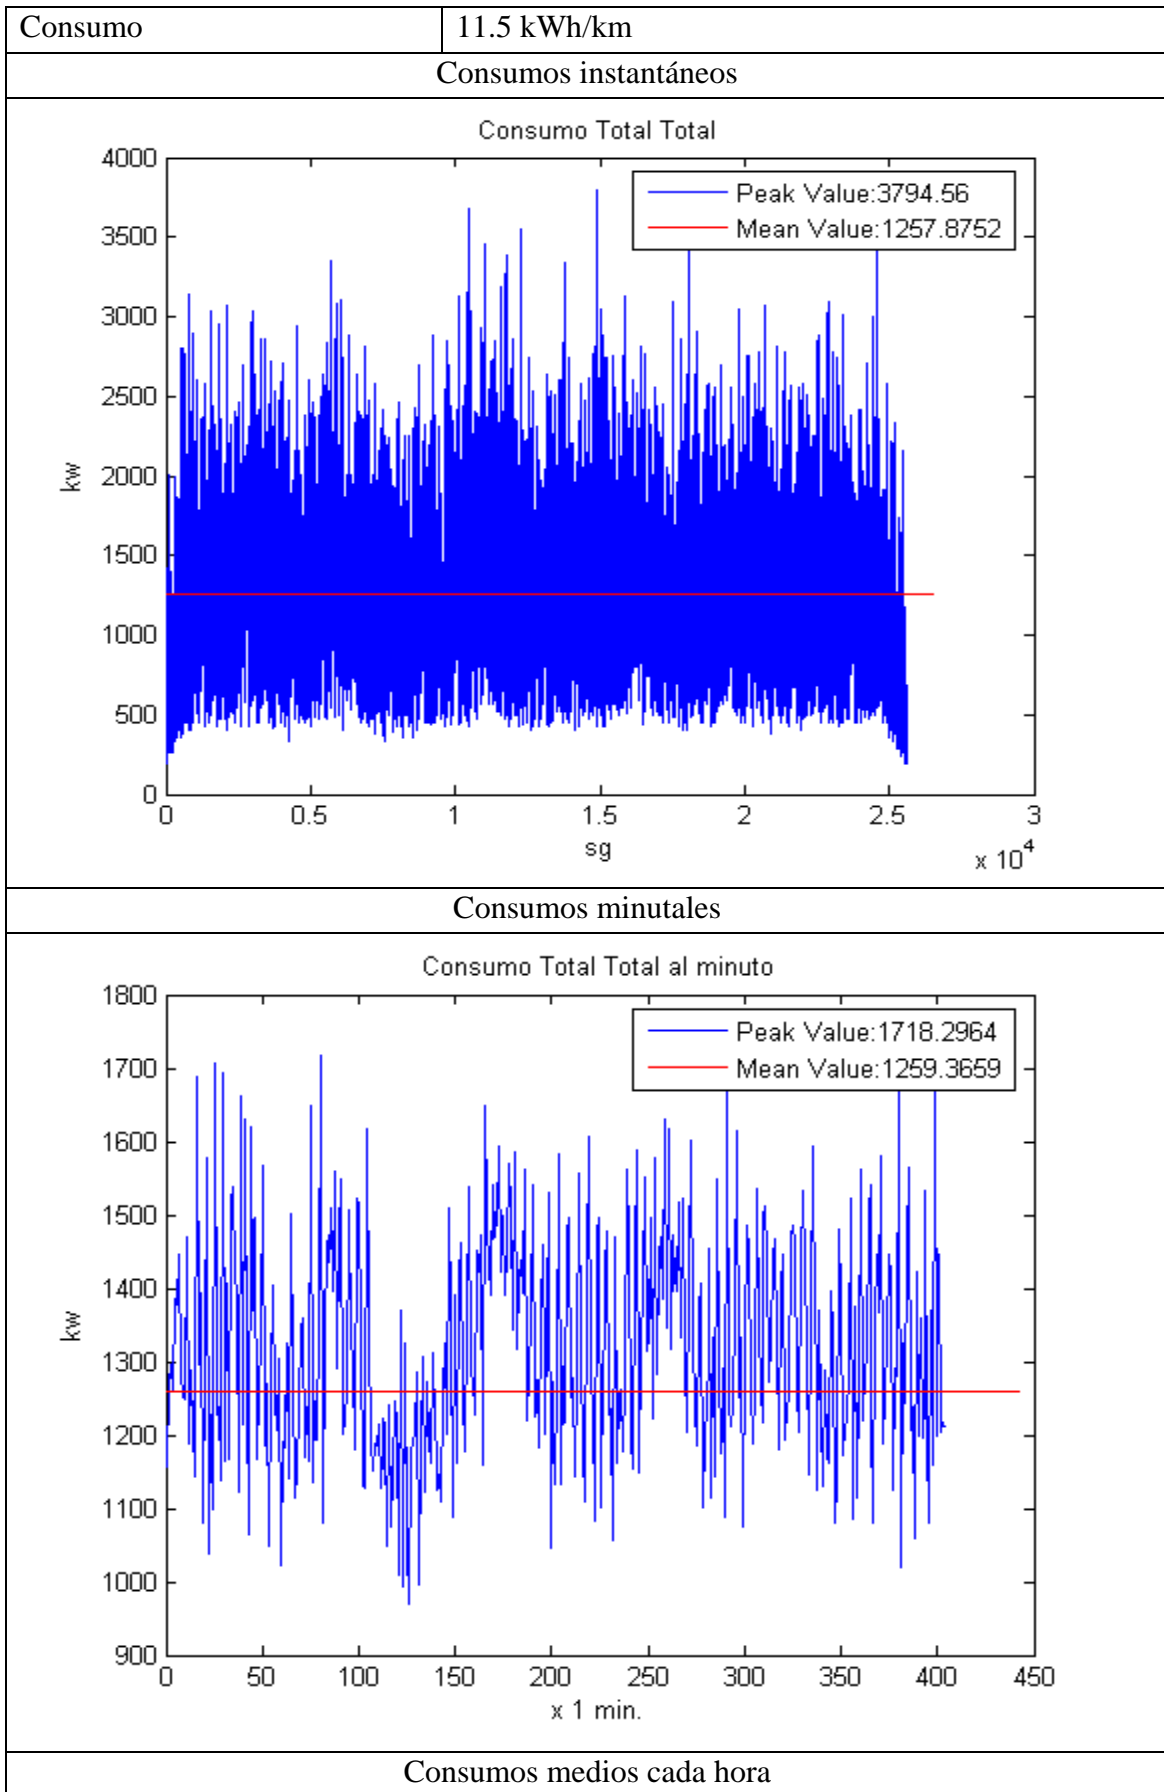 Consumo 11.5 kWh/km
Consumos instantáneos
Consumo Total Total
4000
3500
3000
2500
2000
1500
1000
500
0
kw
Peak Value:3794.56
Mean Value:1257.8752
0 0.5 1 1.5 2 2.5 3
sg
x 10^4
Consumos minutales
Consumo Total Total al minuto
1800
1700
1600
1500
1400
1300
1200
1100
1000
900
kw
Peak Value:1718.2964
Mean Value:1259.3659
0 50 100 150 200 250 300 350 400 450
x 1 min.
Consumos medios cada hora